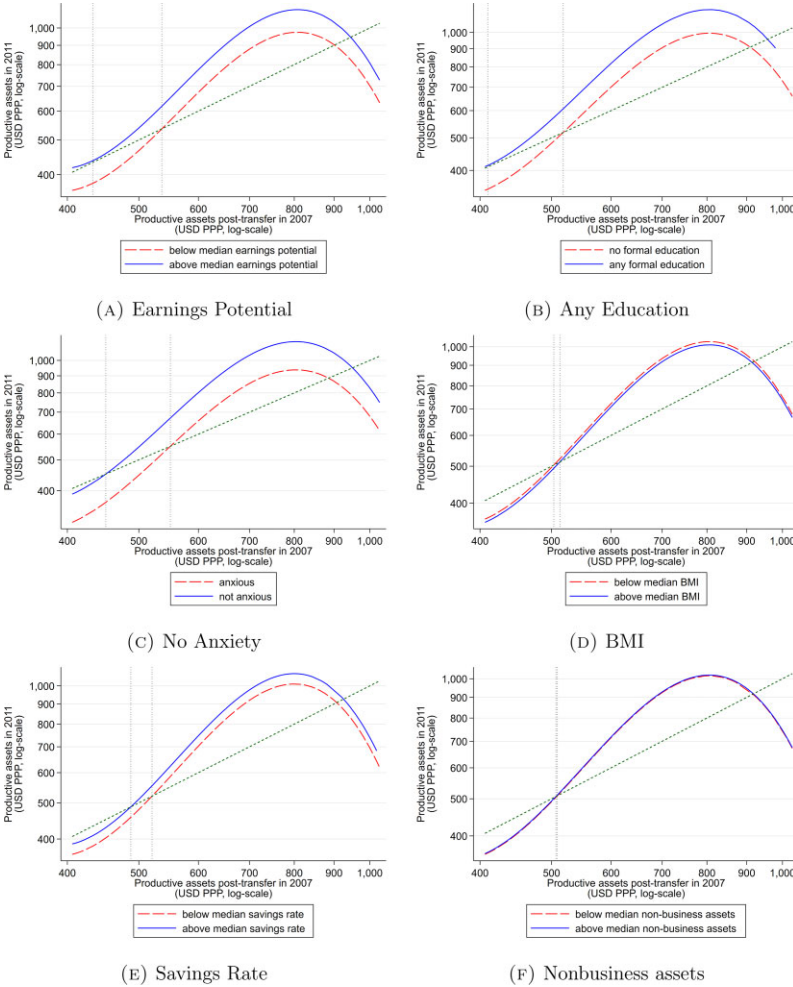 Productive assets in 2011
(USD PPP, log-scale)
1,000
900
800
700
600
500
400
400 500 600 700 800 900 1,000
Productive assets post-transfer in 2007
(USD PPP, log-scale)
below median earnings potential
above median earnings potential
(A) Earnings Potential
Productive assets in 2011
(USD PPP, log-scale)
1,000
900
800
700
600
500
400
400 500 600 700 800 900 1,000
Productive assets post-transfer in 2007
(USD PPP, log-scale)
no formal education
any formal education
(B) Any Education
Productive assets in 2011
(USD PPP, log-scale)
1,000
900
800
700
600
500
400
400 500 600 700 800 900 1,000
Productive assets post-transfer in 2007
(USD PPP, log-scale)
anxious
not anxious
(C) No Anxiety
Productive assets in 2011
(USD PPP, log-scale)
1,000
900
800
700
600
500
400
400 500 600 700 800 900 1,000
Productive assets post-transfer in 2007
(USD PPP, log-scale)
below median BMI
above median BMI
(D) BMI
Productive assets in 2011
(USD PPP, log-scale)
1,000
900
800
700
600
500
400
400 500 600 700 800 900 1,000
Productive assets post-transfer in 2007
(USD PPP, log-scale)
below median savings rate
above median savings rate
(E) Savings Rate
Productive assets in 2011
(USD PPP, log-scale)
1,000
900
800
700
600
500
400
400 500 600 700 800 900 1,000
Productive assets post-transfer in 2007
(USD PPP, log-scale)
below median non-business assets
above median non-business assets
(F) Nonbusiness assets